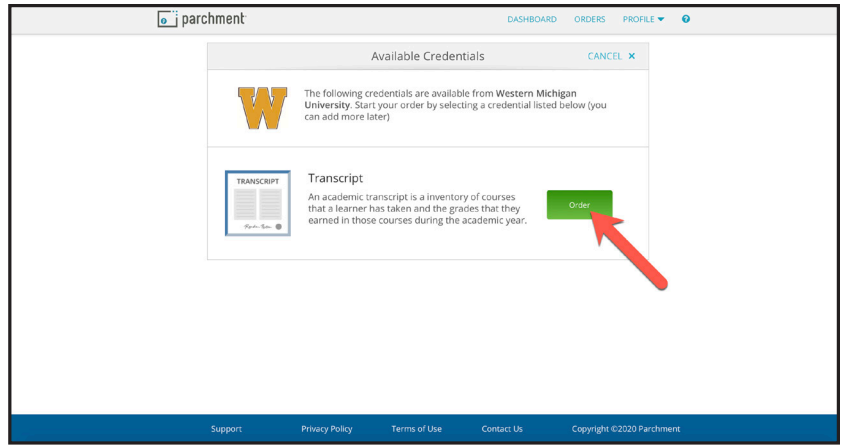 parchment
DASHBOARD ORDERS PROFILE
Available Credentials CANCEL ×
W
The following credentials are available from Western Michigan
University. Start your order by selecting a credential listed below (you
can add more later)
TRANSCRIPT
Transcript
An academic transcript is a inventory of courses
that a learner has taken and the grades that they
earned in those courses during the academic year.
Order
Support Privacy Policy Terms of Use Contact Us Copyright ©2020 Parchment